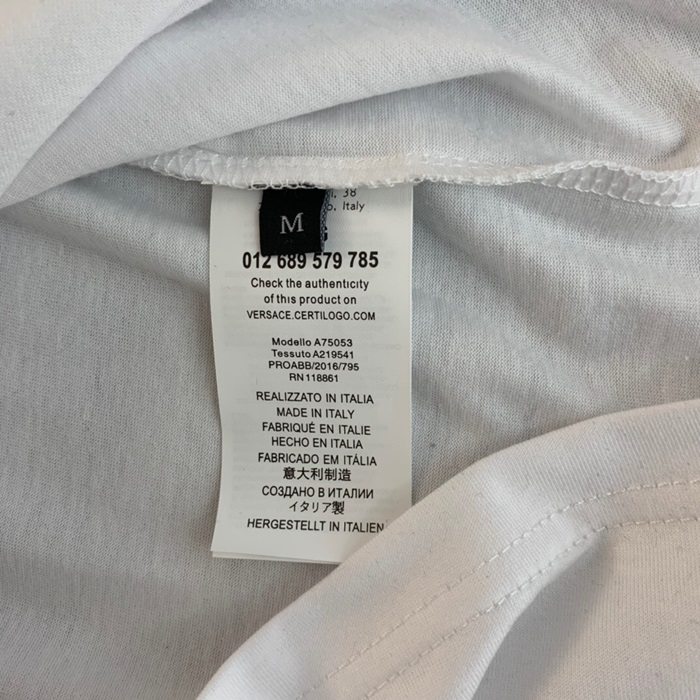 38
Italy
M
012 689 579 785
Check the authenticity
of this product on
VERSACE.CERTILOGO.COM
Modello A75053
Tessuto A219541
PROABB/2016/795
RN 118861
REALIZZATO IN ITALIA
MADE IN ITALY
FABRIQUÉ EN ITALIE
HECHO EN ITALIA
FABRICADO EM ITÁLIA
意大利制造
СОЗДАНО В ИТАЛИИ
イタリア製
HERGESTELLT IN ITALIEN